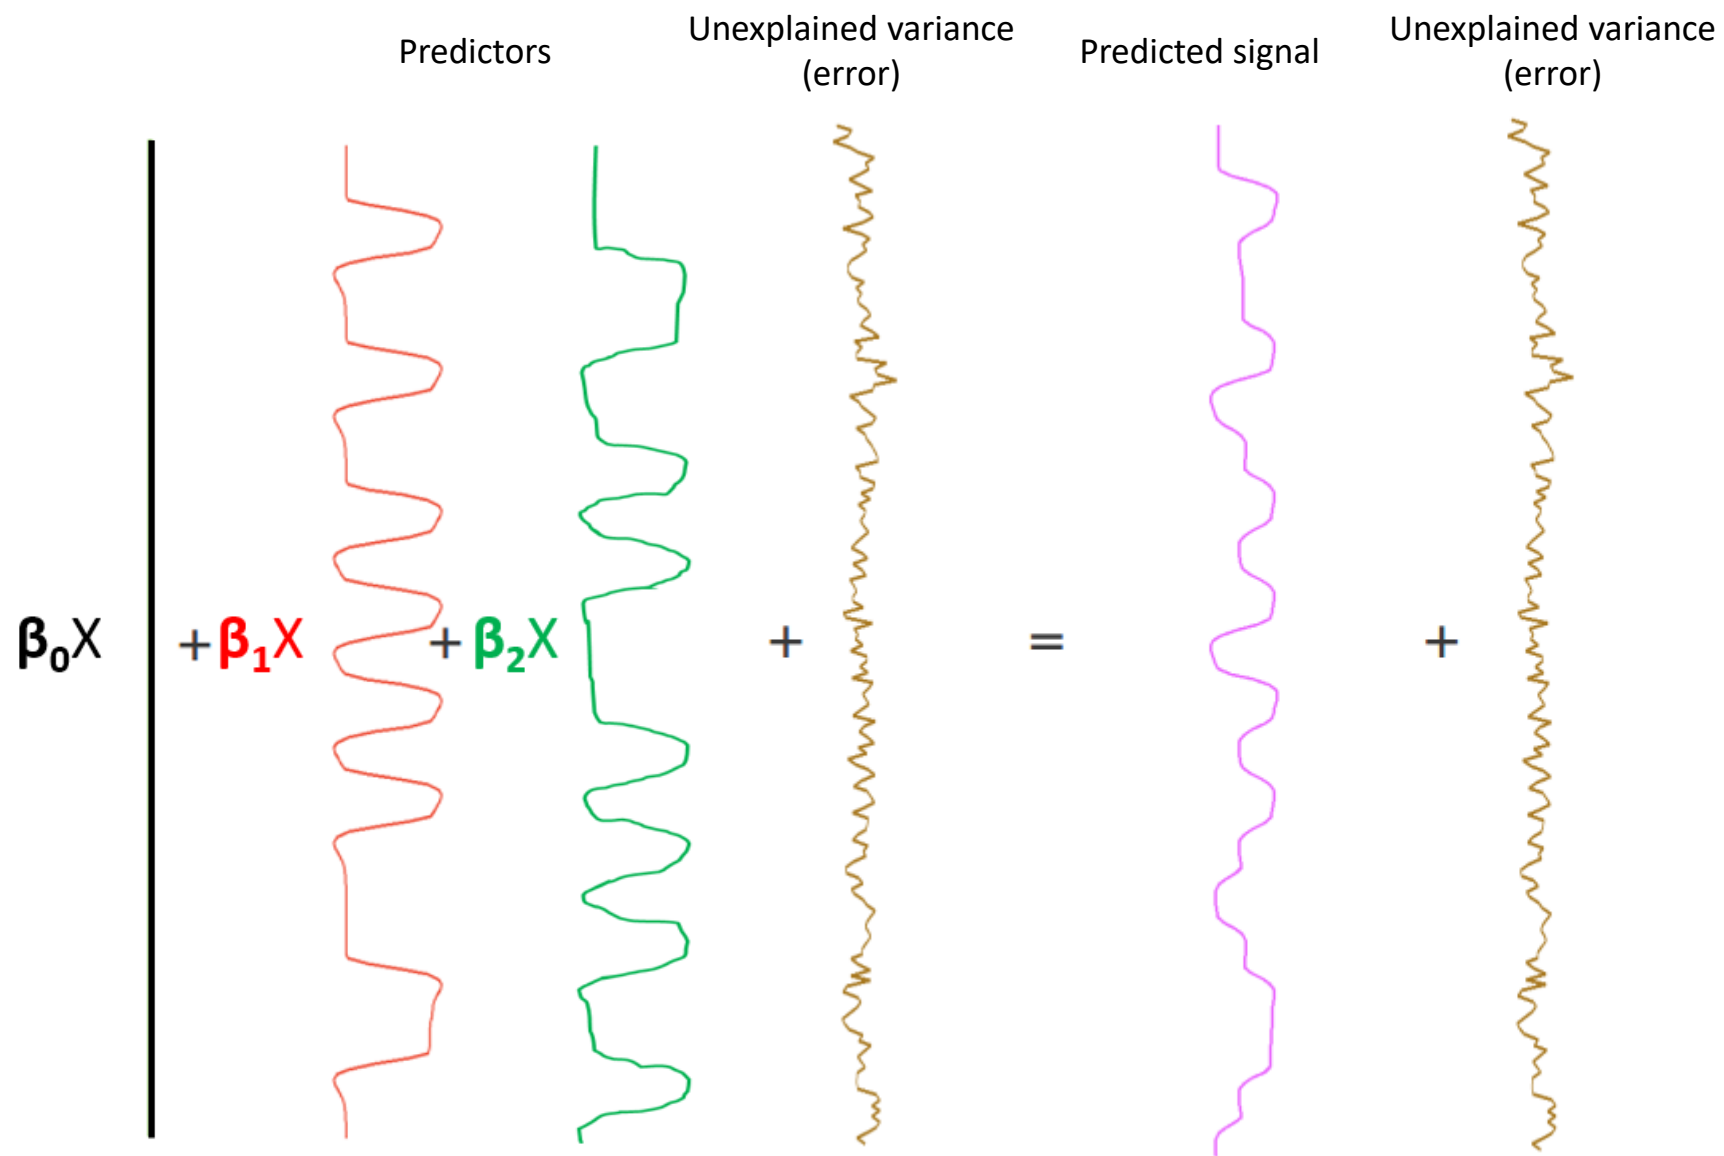 Predictors
Unexplained variance
(error)
Predicted signal
Unexplained variance
(error)
β₀X +β₁X +β₂X + = +